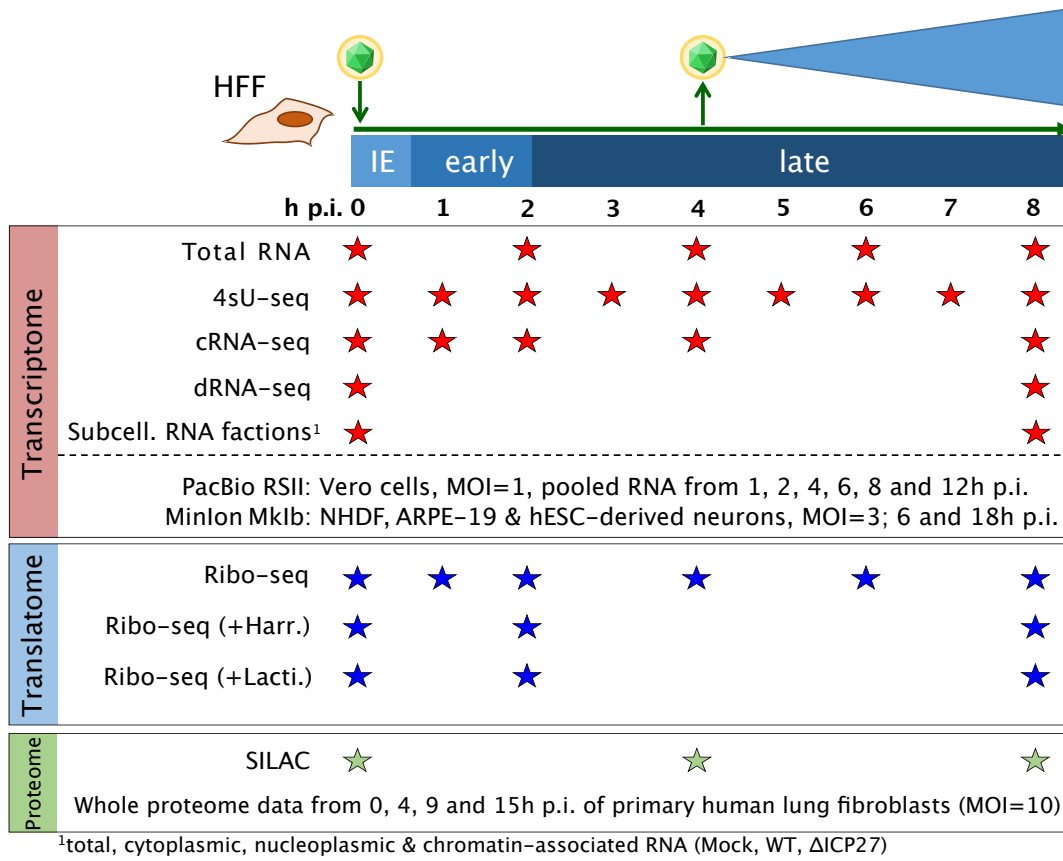 HFF
IE early late
h p.i. 0 1 2 3 4 5 6 7 8
Transcriptome
Total RNA
4sU-seq
cRNA-seq
dRNA-seq
Subcell. RNA factions¹
PacBio RSII: Vero cells, MOI=1, pooled RNA from 1, 2, 4, 6, 8 and 12h p.i.
MinIon MkIb: NHDF, ARPE-19 & hESC-derived neurons, MOI=3; 6 and 18h p.i.
Translatome
Ribo-seq
Ribo-seq (+Harr.)
Ribo-seq (+Lacti.)
Proteome
SILAC
Whole proteome data from 0, 4, 9 and 15h p.i. of primary human lung fibroblasts (MOI=10)
¹total, cytoplasmic, nucleoplasmic & chromatin-associated RNA (Mock, WT, ΔICP27)